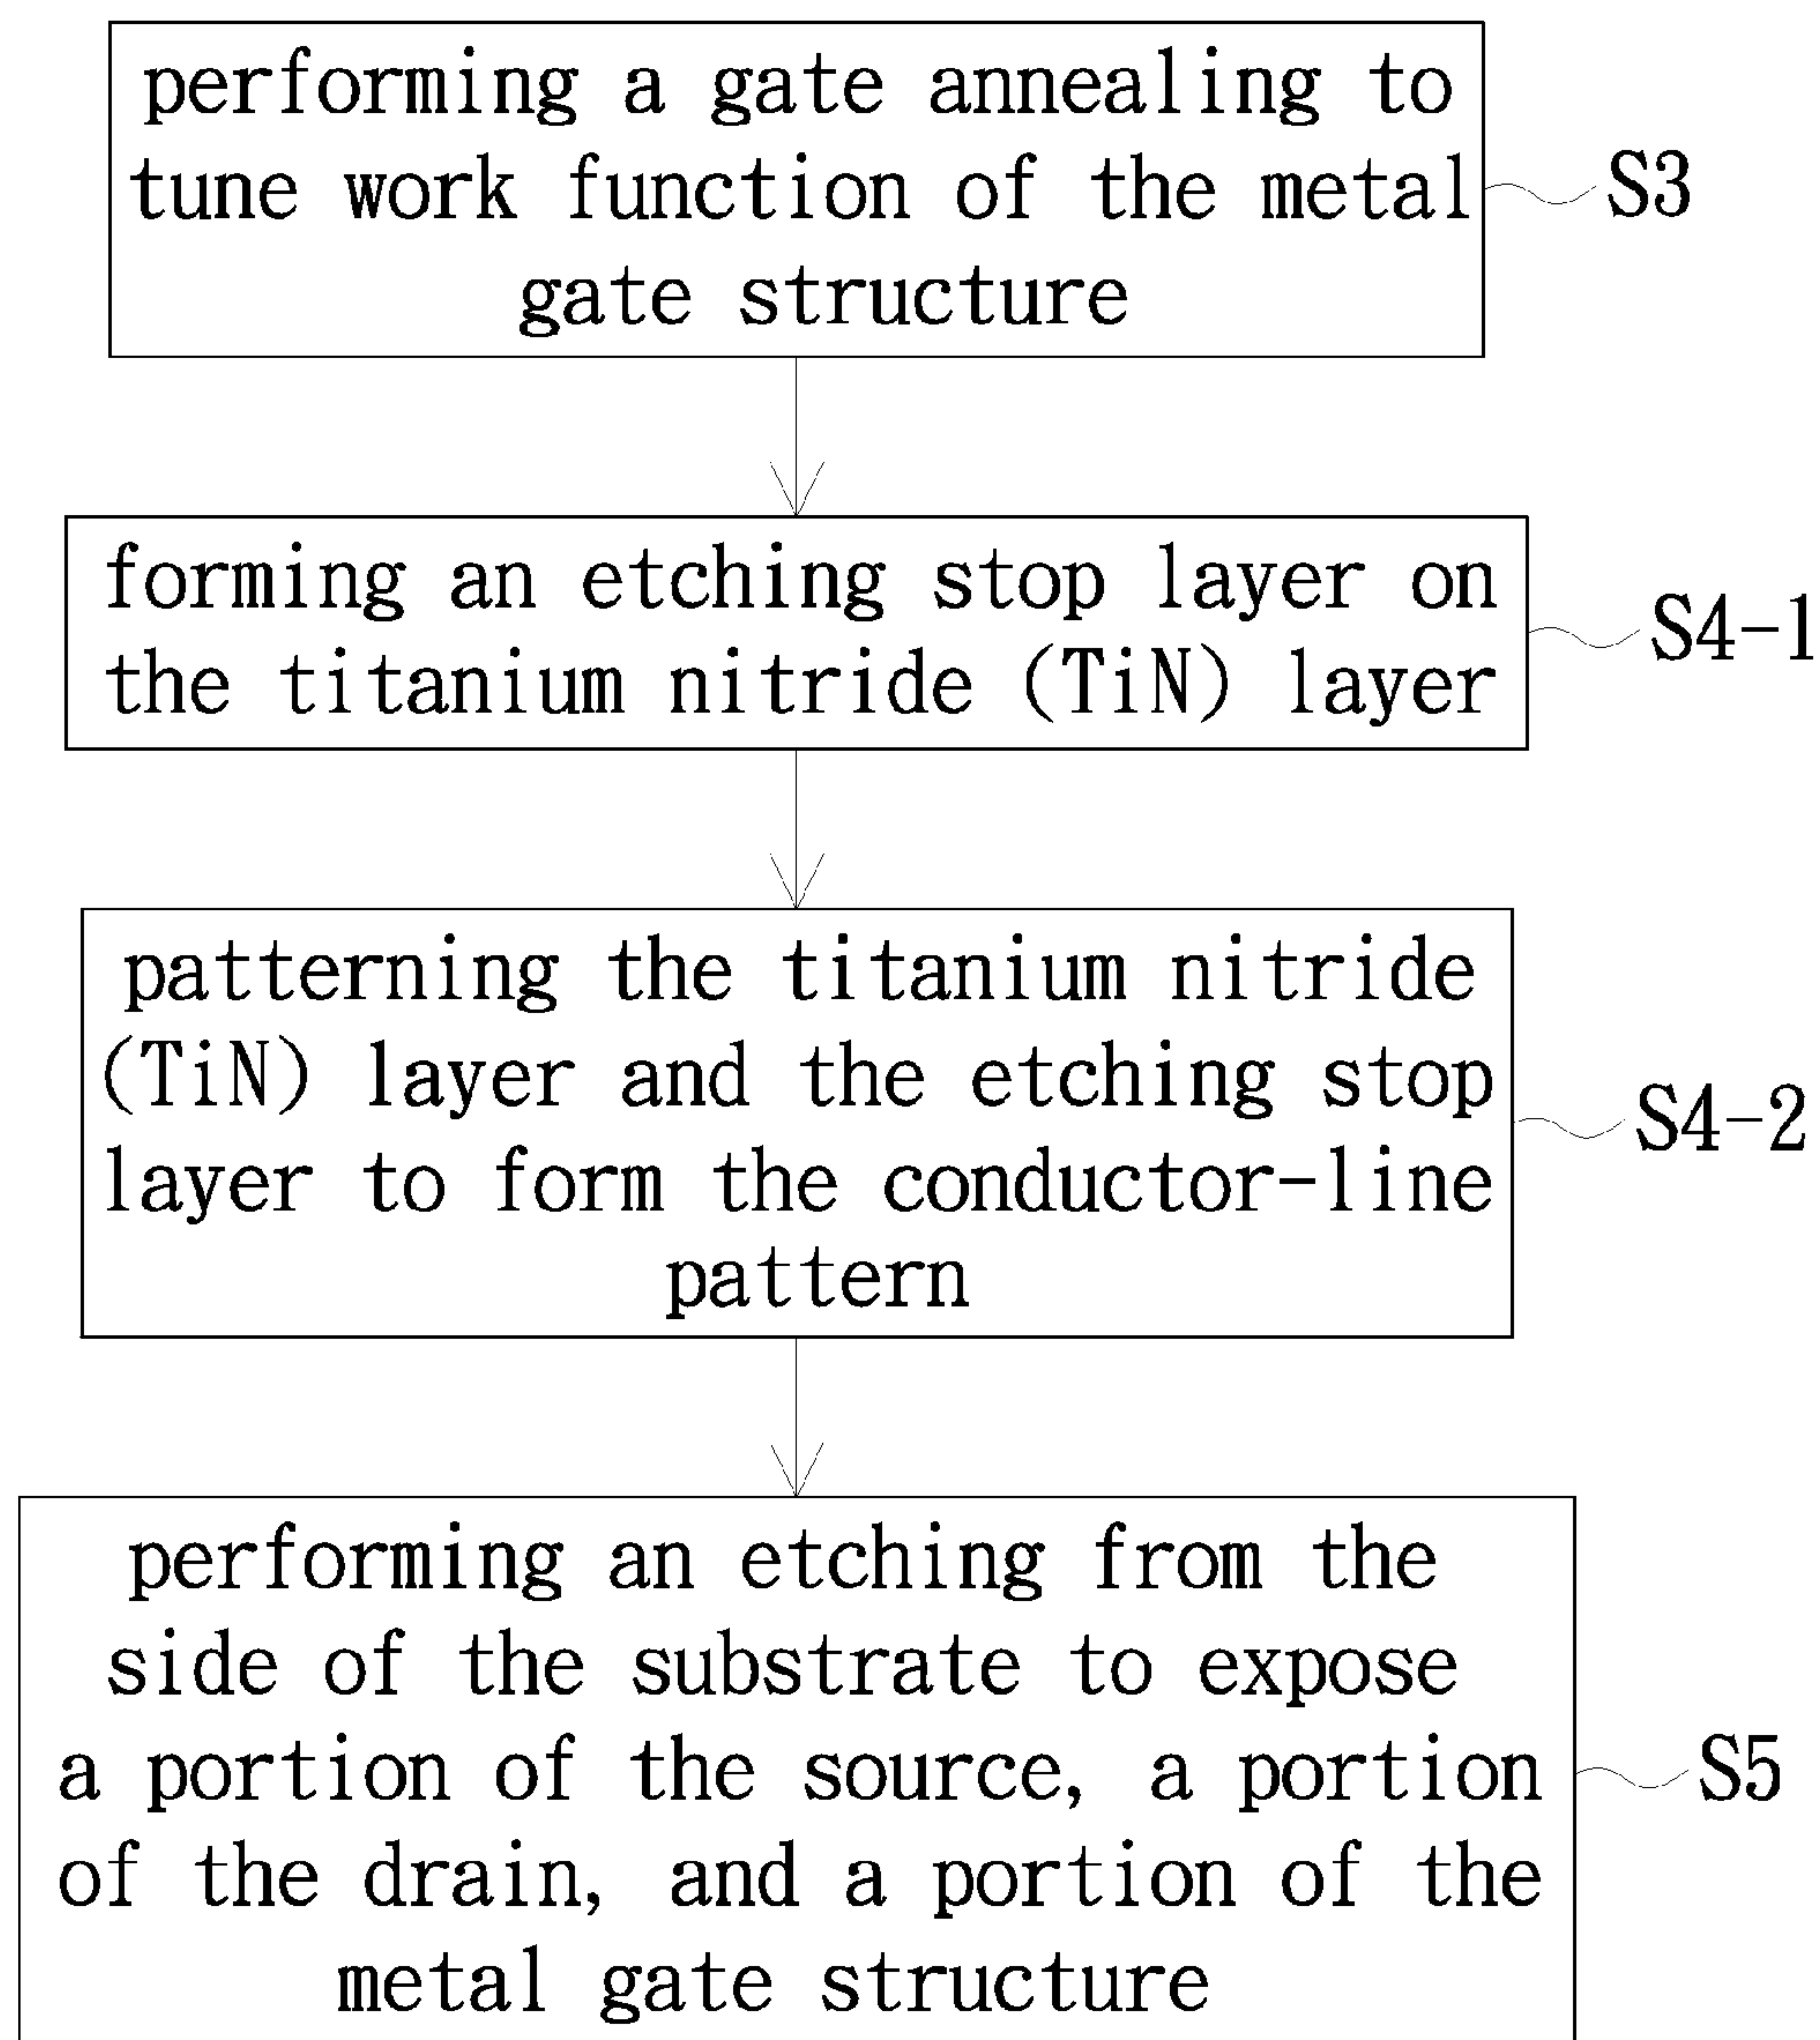 performing a gate annealing to
tune work function of the metal
gate structure
S3
forming an etching stop layer on
the titanium nitride (TiN) layer
S4-1
patterning the titanium nitride
(TiN) layer and the etching stop
layer to form the conductor-line
pattern
S4-2
performing an etching from the
side of the substrate to expose
a portion of the source, a portion
of the drain, and a portion of the
metal gate structure
S5